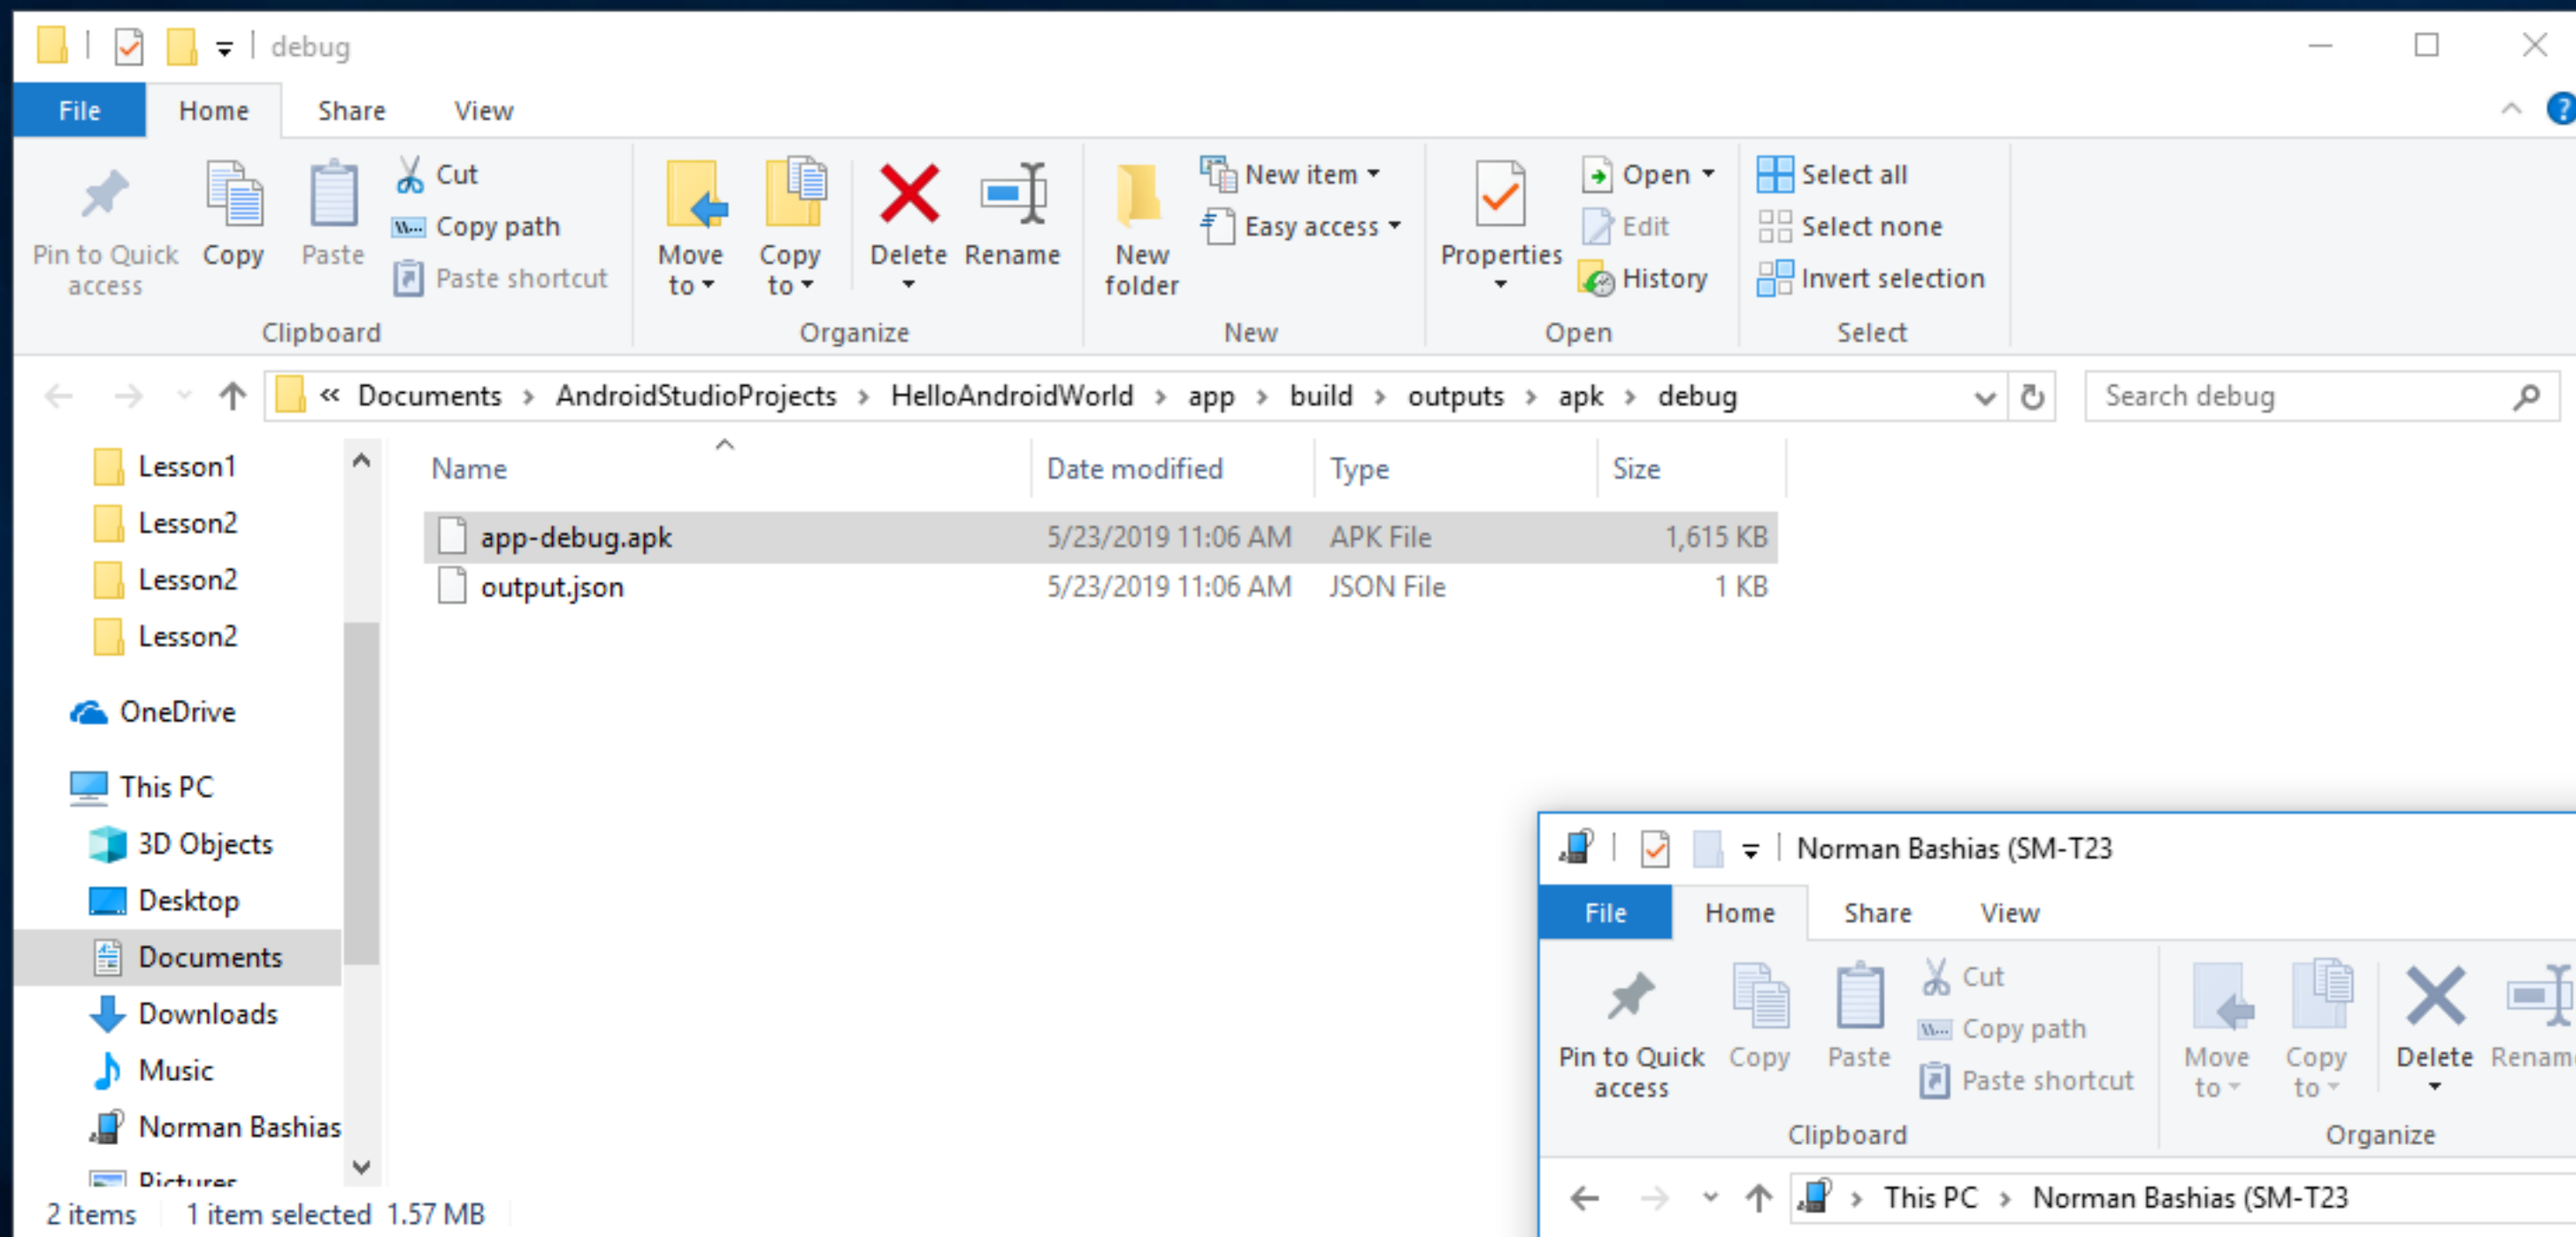 debug
File Home Share View
Pin to Quick access
Copy
Paste
Cut
Copy path
Paste shortcut
Clipboard
Move to
Copy to
Delete
Rename
Organize
New folder
New item
Easy access
New
Properties
Open
Edit
History
Open
Select all
Select none
Invert selection
Select
« Documents > AndroidStudioProjects > HelloAndroidWorld > app > build > outputs > apk > debug
Search debug
Lesson1
Lesson2
Lesson2
Lesson2
OneDrive
This PC
3D Objects
Desktop
Documents
Downloads
Music
Norman Bashias
Pictures
Name Date modified Type Size
app-debug.apk 5/23/2019 11:06 AM APK File 1,615 KB
output.json 5/23/2019 11:06 AM JSON File 1 KB
2 items 1 item selected 1.57 MB
Norman Bashias (SM-T23
File Home Share View
Pin to Quick access
Copy
Paste
Cut
Copy path
Paste shortcut
Clipboard
Move to
Copy to
Delete
Renam
Organize
> This PC > Norman Bashias (SM-T23